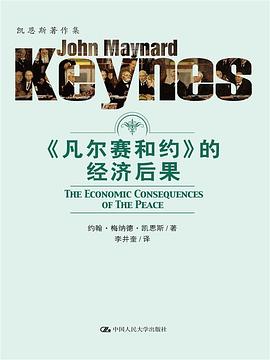 凯恩斯著作集
John Maynard
Keynes
《凡尔赛和约》的
经济后果
THE ECONOMIC CONSEQUENCES
OF THE PEACE
约翰·梅纳德·凯恩斯/著
李井奎/译
中国人民大学出版社